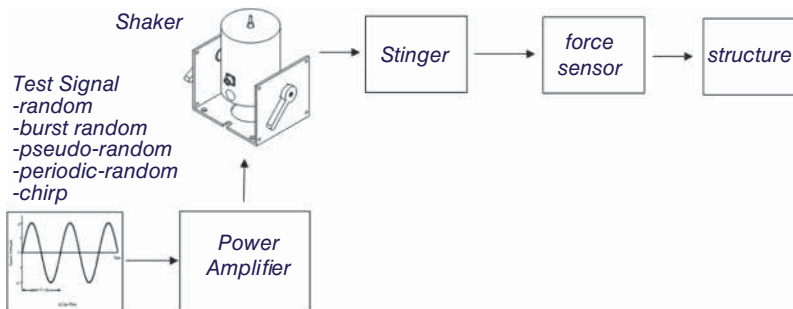 Shaker
Stinger
force
sensor
structure
Test Signal
-random
-burst random
-pseudo-random
-periodic-random
-chirp
Power
Amplifier